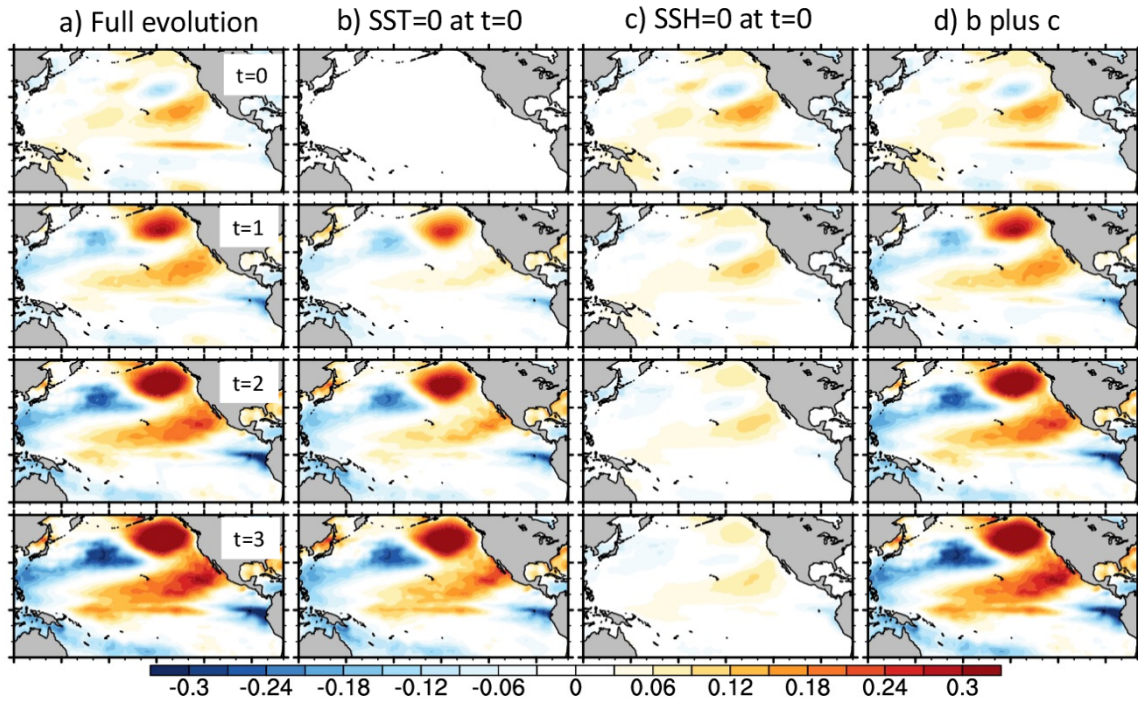 a) Full evolution
b) SST=0 at t=0
c) SSH=0 at t=0
d) b plus c
t=0
t=1
t=2
t=3
-0.3 -0.24 -0.18 -0.12 -0.06 0 0.06 0.12 0.18 0.24 0.3